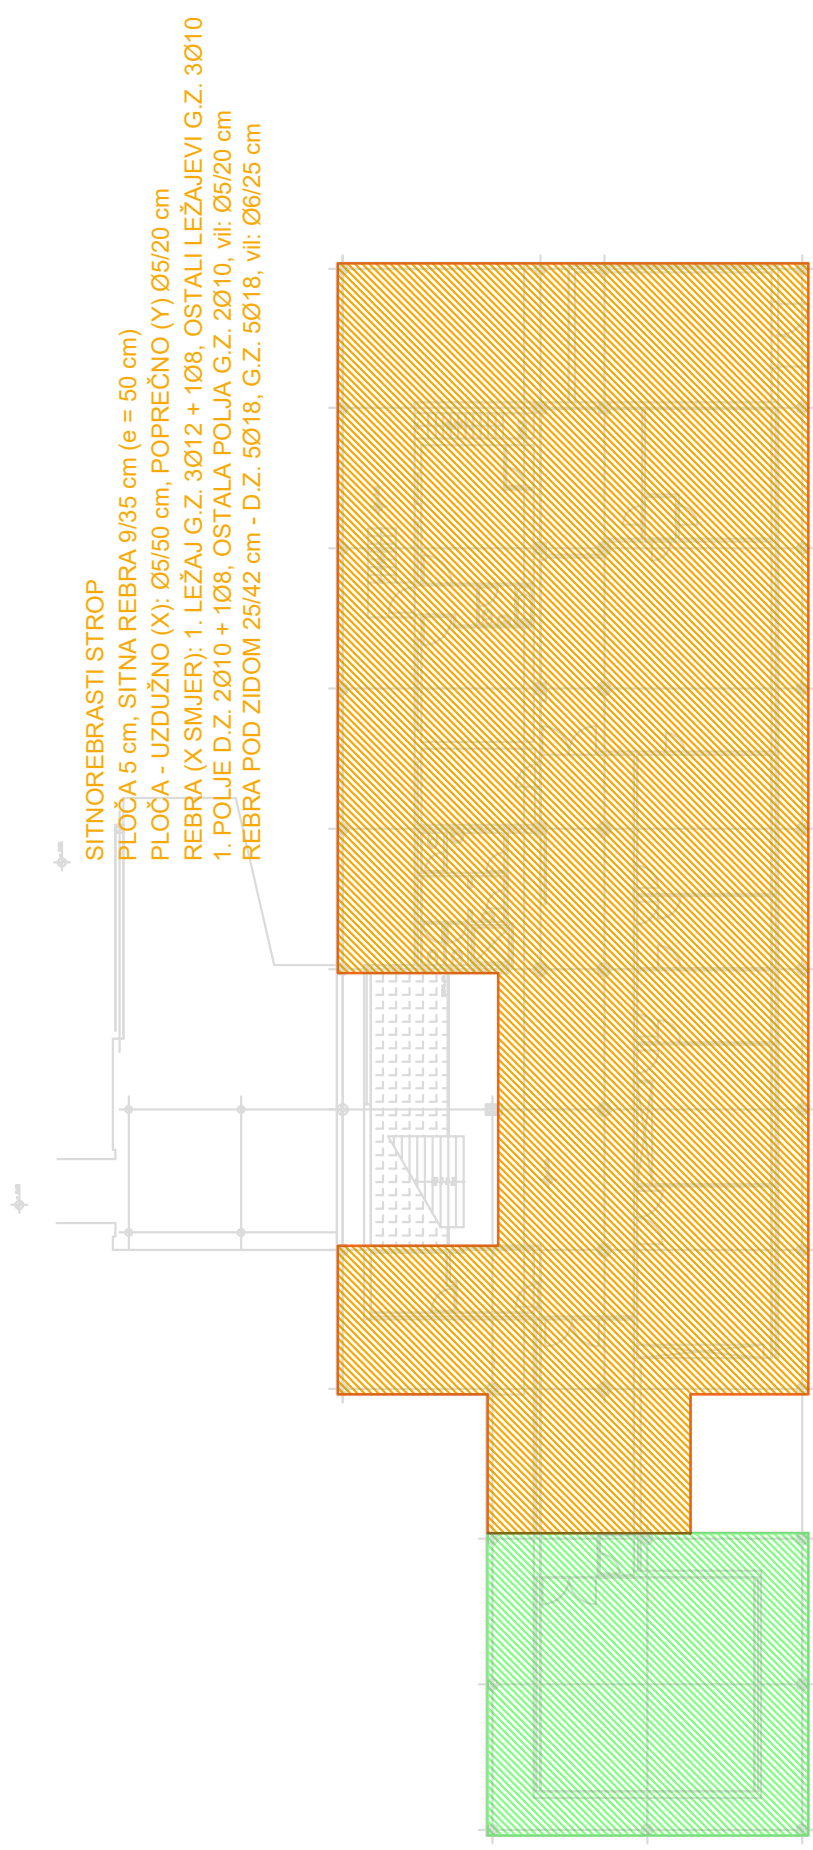 SITNOREBRASTI STROP
PLOČA 5 cm, SITNA REBRA 9/35 cm (e = 50 cm)
PLOČA - UZDUŽNO (X): Ø5/50 cm, POPREČNO (Y) Ø5/20 cm
REBRA (X SMJER): 1. LEŽAJ G.Z. 3Ø12 + 1Ø8, OSTALI LEŽAJEVI G.Z. 3Ø10
1. POLJE D.Z. 2Ø10 + 1Ø8, OSTALA POLJA G.Z. 2Ø10, vil: Ø5/20 cm
REBRA POD ZIDOM 25/42 cm - D.Z. 5Ø18, G.Z. 5Ø18, vil: Ø6/25 cm